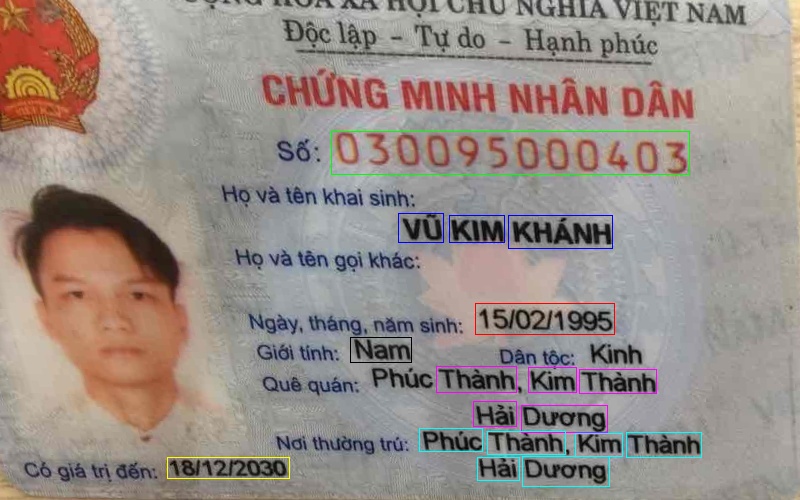 CỘNG HÒA XÃ HỘI CHỦ NGHĨA VIỆT NAM
Độc lập - Tự do - Hạnh phúc
CHỨNG MINH NHÂN DÂN
Số: 030095000403
Họ và tên khai sinh:
VŨ KIM KHÁNH
Họ và tên gọi khác:
Ngày, tháng, năm sinh: 15/02/1995
Giới tính: Nam Dân tộc: Kinh
Quê quán: Phúc Thành, Kim Thành
Hải Dương
Nơi thường trú: Phúc Thành, Kim Thành
Hải Dương
Có giá trị đến: 18/12/2030